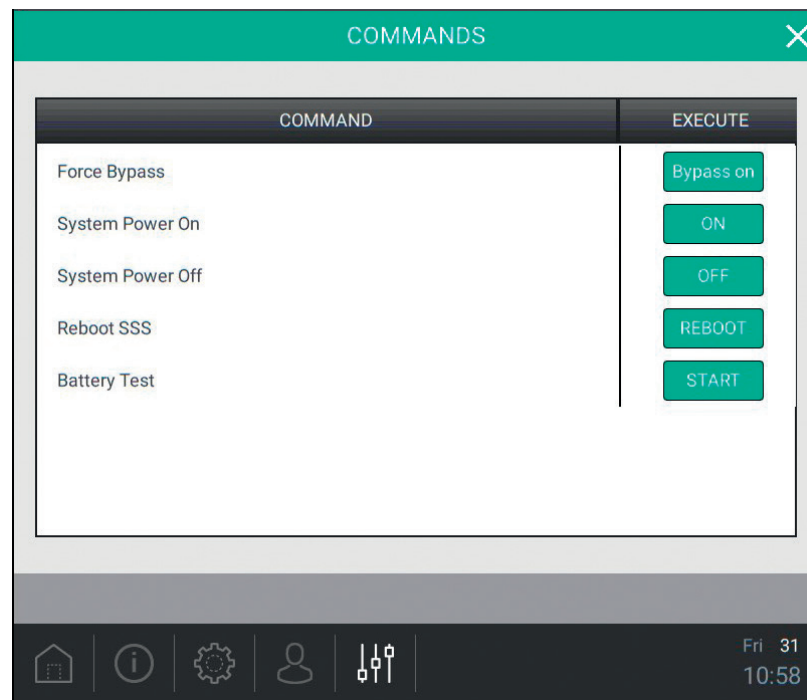 COMMANDS
COMMAND EXECUTE
Force Bypass Bypass on
System Power On ON
System Power Off OFF
Reboot SSS REBOOT
Battery Test START
Fri 31
10:58